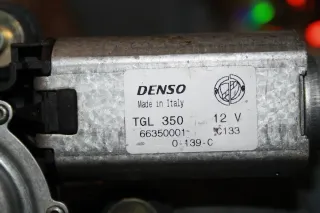 DENSO
Made in Italy
TGL 350 12 V
66350001 C133
0-139-C